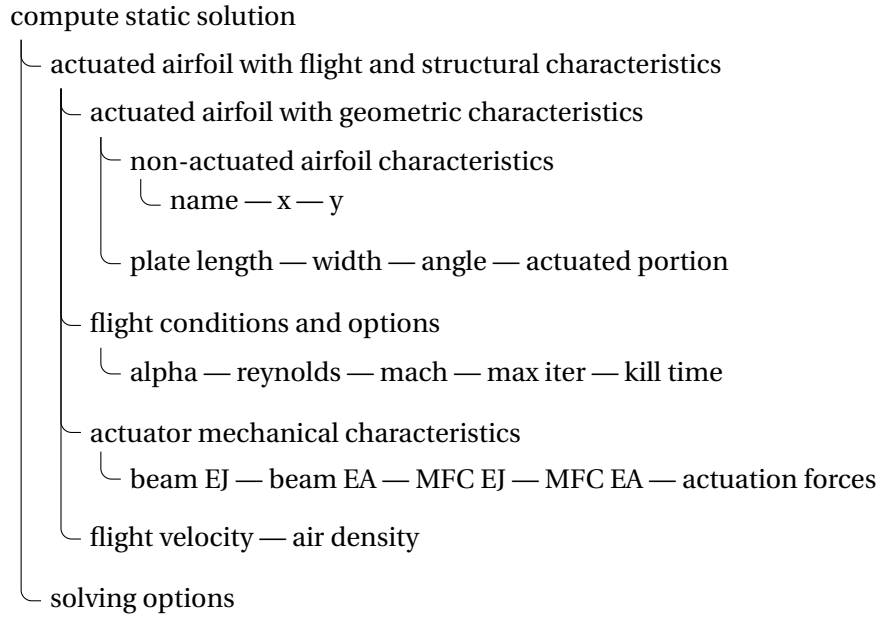 compute static solution
actuated airfoil with flight and structural characteristics
actuated airfoil with geometric characteristics
non-actuated airfoil characteristics
name — x — y
plate length — width — angle — actuated portion
flight conditions and options
alpha — reynolds — mach — max iter — kill time
actuator mechanical characteristics
beam EJ — beam EA — MFC EJ — MFC EA — actuation forces
flight velocity — air density
solving options